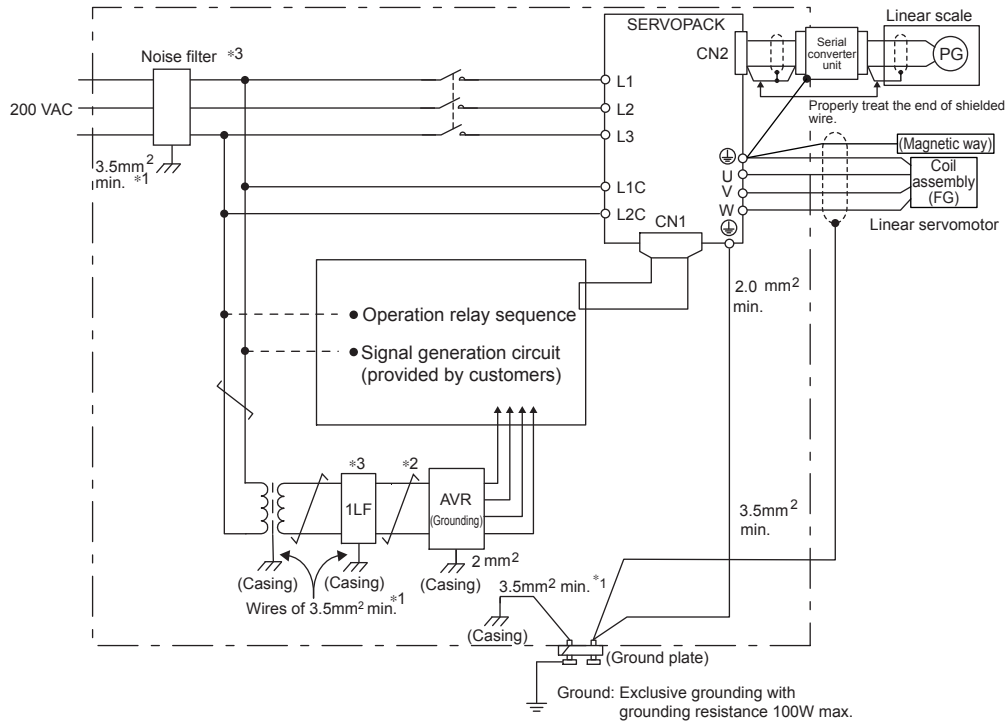 SERVOPACK
Linear scale
Noise filter *3
CN2
Serial
converter
unit
PG
200 VAC
L1
L2
L3
Properly treat the end of shielded
wire.
3.5mm2
min. *1
(Magnetic way)
Coil
assembly
(FG)
U
V
W
L1C
L2C
CN1
Linear servomotor
2.0 mm2
min.
● Operation relay sequence
● Signal generation circuit
(provided by customers)
*3
*2
1LF
AVR
(Grounding)
3.5mm2
min.
2 mm2
(Casing)
(Casing)
(Casing)
Wires of 3.5mm2 min.*1
3.5mm2 min.*1
(Casing)
(Ground plate)
Ground: Exclusive grounding with
grounding resistance 100W max.